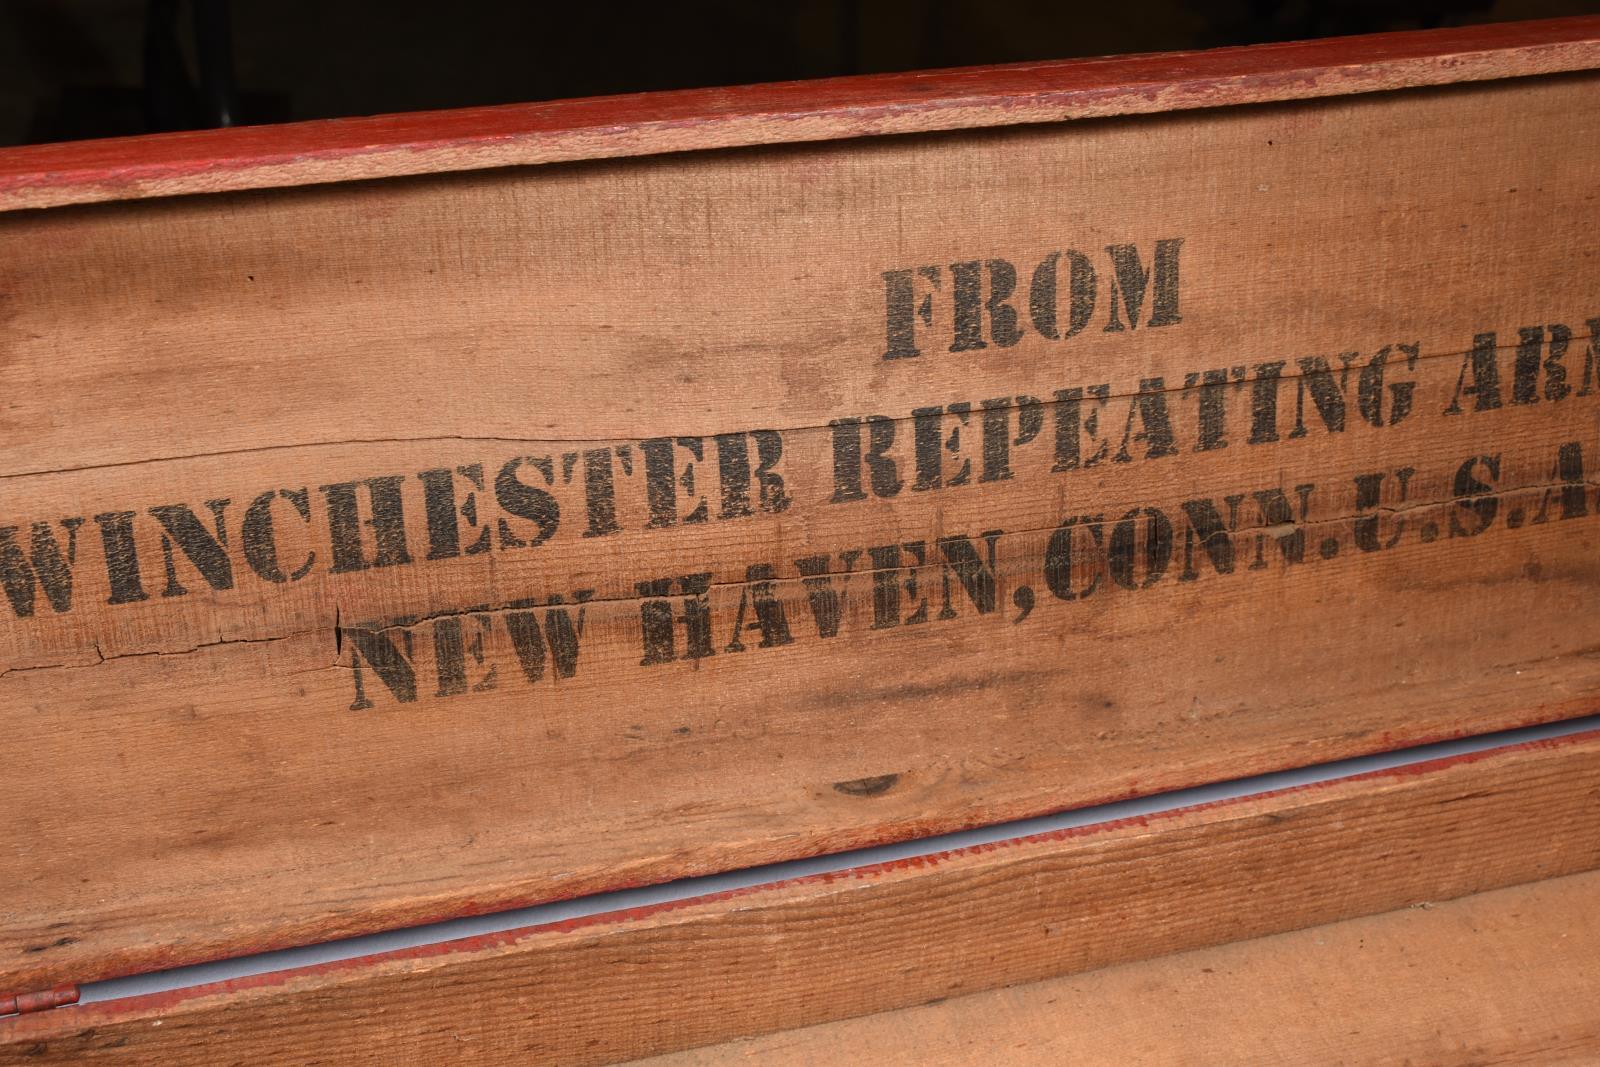 FROM
WINCHESTER REPEATING ARM
NEW HAVEN, CONN. U.S.A.